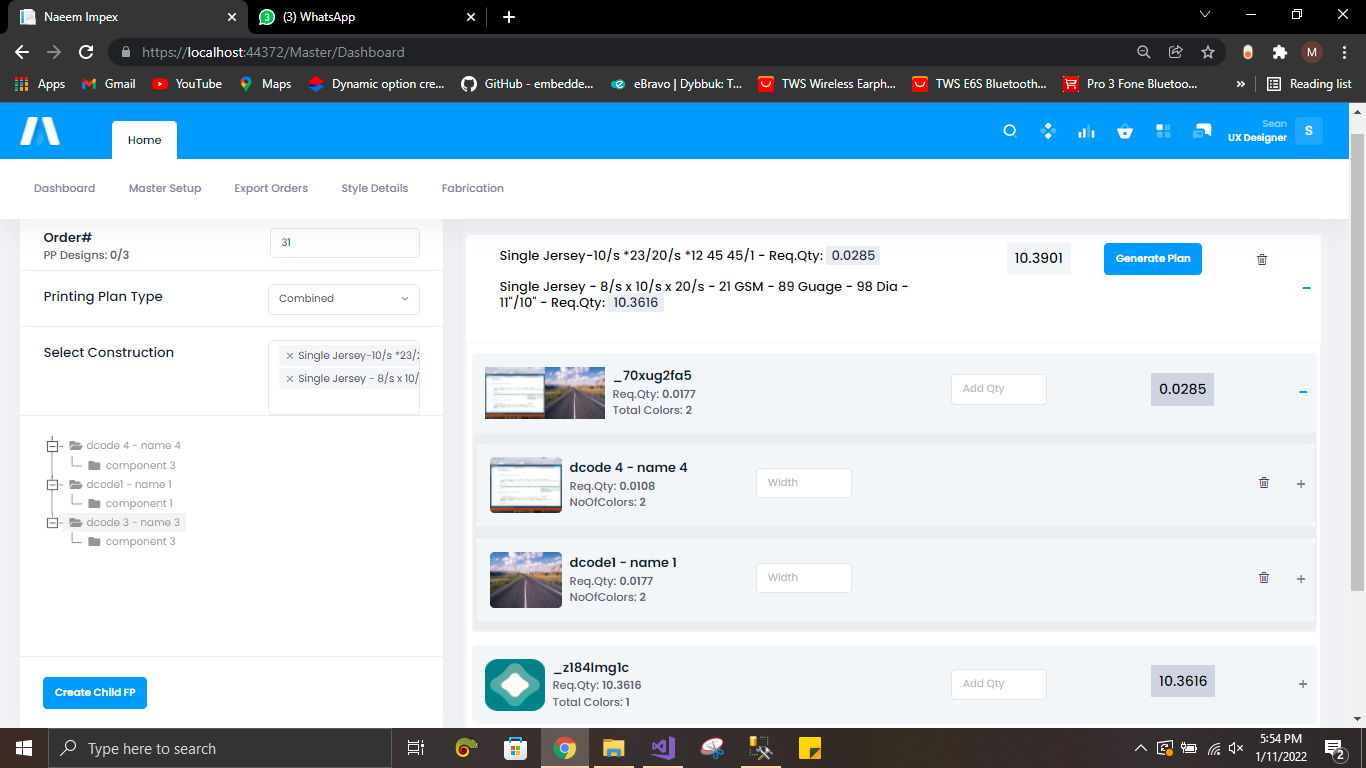 Naeem Impex
3
(3) WhatsApp
https://localhost:44372/Master/Dashboard
M
Apps
Gmail
YouTube
Maps
Dynamic option cre...
GitHub - embedde...
eBravo | Dybbuk: T...
TWS Wireless Earph...
TWS E6S Bluetooth...
Pro 3 Fone Bluetoo...
»
Reading list
Home
Sean
UX Designer
S
Dashboard
Master Setup
Export Orders
Style Details
Fabrication
Order#
PP Designs: 0/3
31
Printing Plan Type
Combined
Select Construction
× Single Jersey-10/s *23/2
× Single Jersey - 8/s x 10/
dcode 4 - name 4
component 3
dcode1 - name 1
component 1
dcode 3 - name 3
component 3
Create Child FP
Single Jersey-10/s *23/20/s *12 45 45/1 - Req.Qty: 0.0285
Single Jersey - 8/s x 10/s x 20/s - 21 GSM - 89 Guage - 98 Dia -
11"/10" - Req.Qty: 10.3616
10.3901
Generate Plan
_70xug2fa5
Req.Qty: 0.0177
Total Colors: 2
Add Qty
0.0285
dcode 4 - name 4
Req.Qty: 0.0108
NoOfColors: 2
Width
dcode1 - name 1
Req.Qty: 0.0177
NoOfColors: 2
Width
_z184lmg1c
Req.Qty: 10.3616
Total Colors: 1
Add Qty
10.3616
Type here to search
5:54 PM
1/11/2022
2